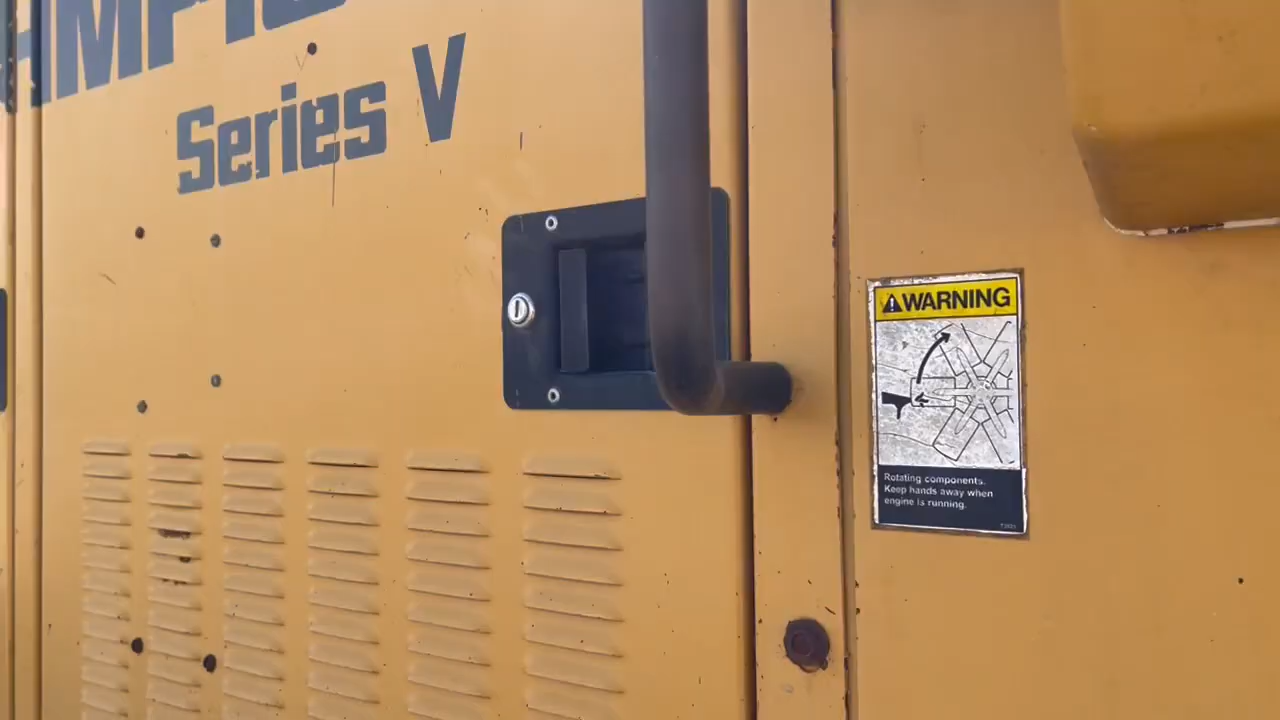 Series V
WARNING
Rotating components.
Keep hands away when
engine is running.